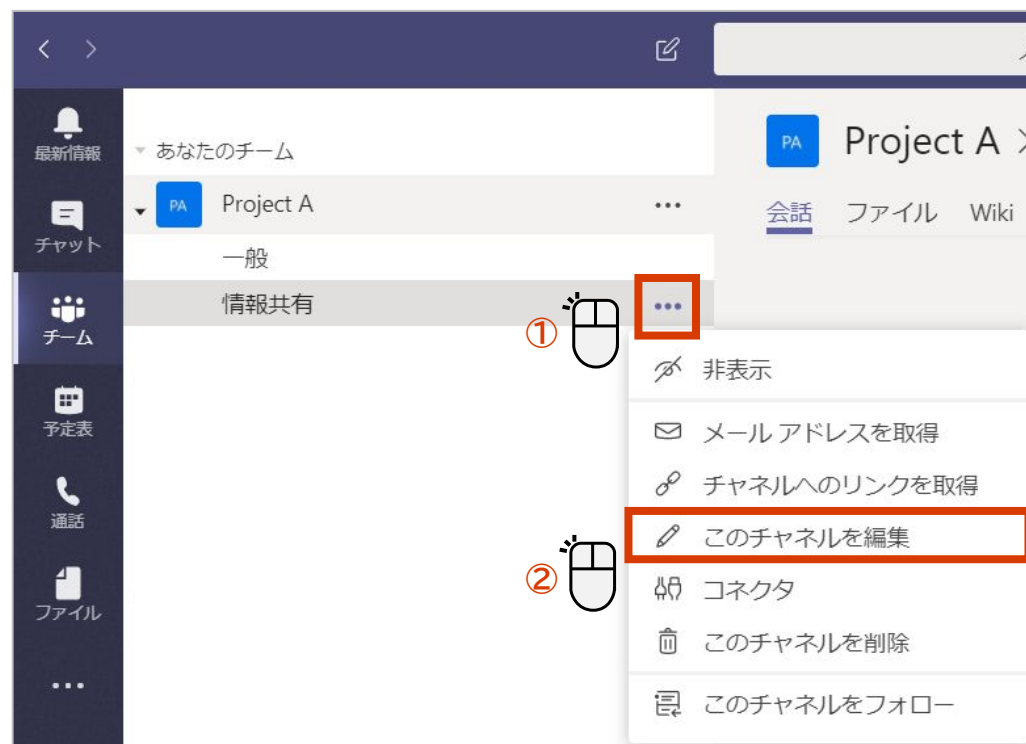 最新情報
チャット
チーム
予定表
通話
ファイル
あなたのチーム
PA Project A
一般
情報共有
PA Project A
会話 ファイル Wiki
①
非表示
メール アドレスを取得
チャネルへのリンクを取得
②
このチャネルを編集
コネクタ
このチャネルを削除
このチャネルをフォロー